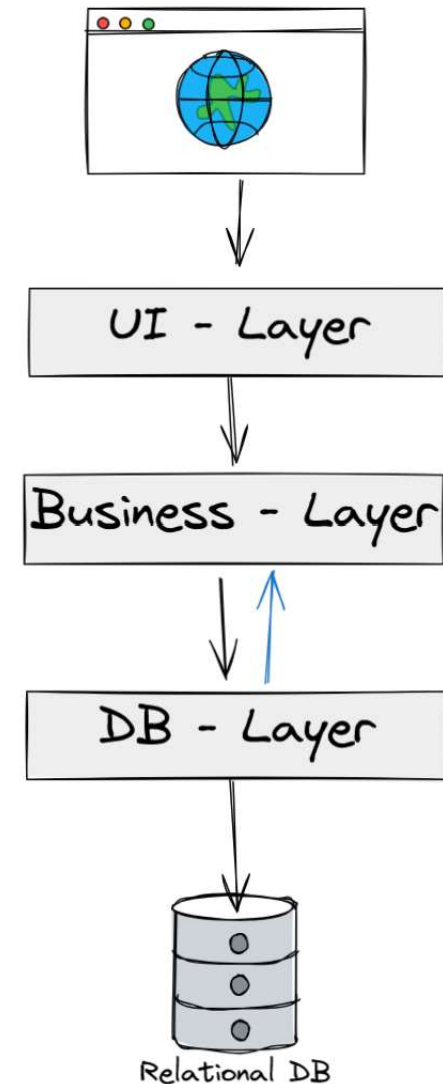 UI - Layer
Business - Layer
DB - Layer
Relational DB